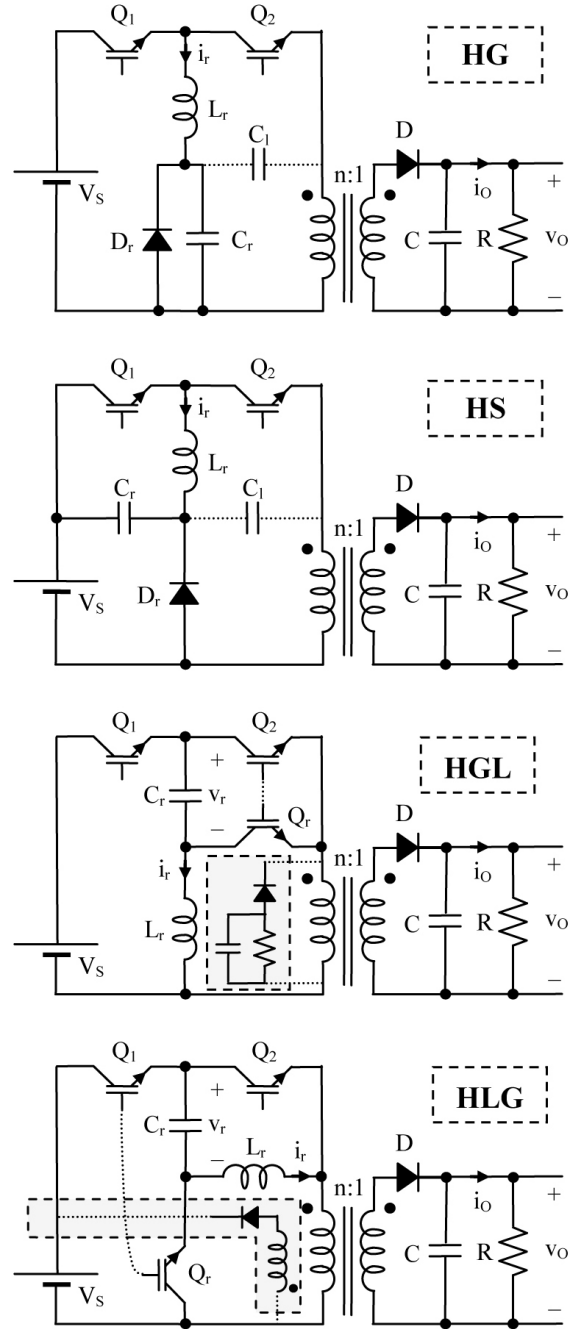 Q1 Q2
HG
ir
Lr
Cl
D
n:1
iO
+
VS
Dr
Cr
C
R
vO
−
Q1 Q2
HS
ir
Lr
D
Cr
Cl
n:1
iO
+
VS
Dr
C
R
vO
−
Q1 Q2
HGL
+
Cr
vr
Qr
D
−
n:1
ir
iO
+
Lr
C
R
vO
VS
−
Q1 Q2
HLG
+
Cr
vr
Lr
ir
D
−
n:1
iO
+
C
R
vO
Qr
VS
−